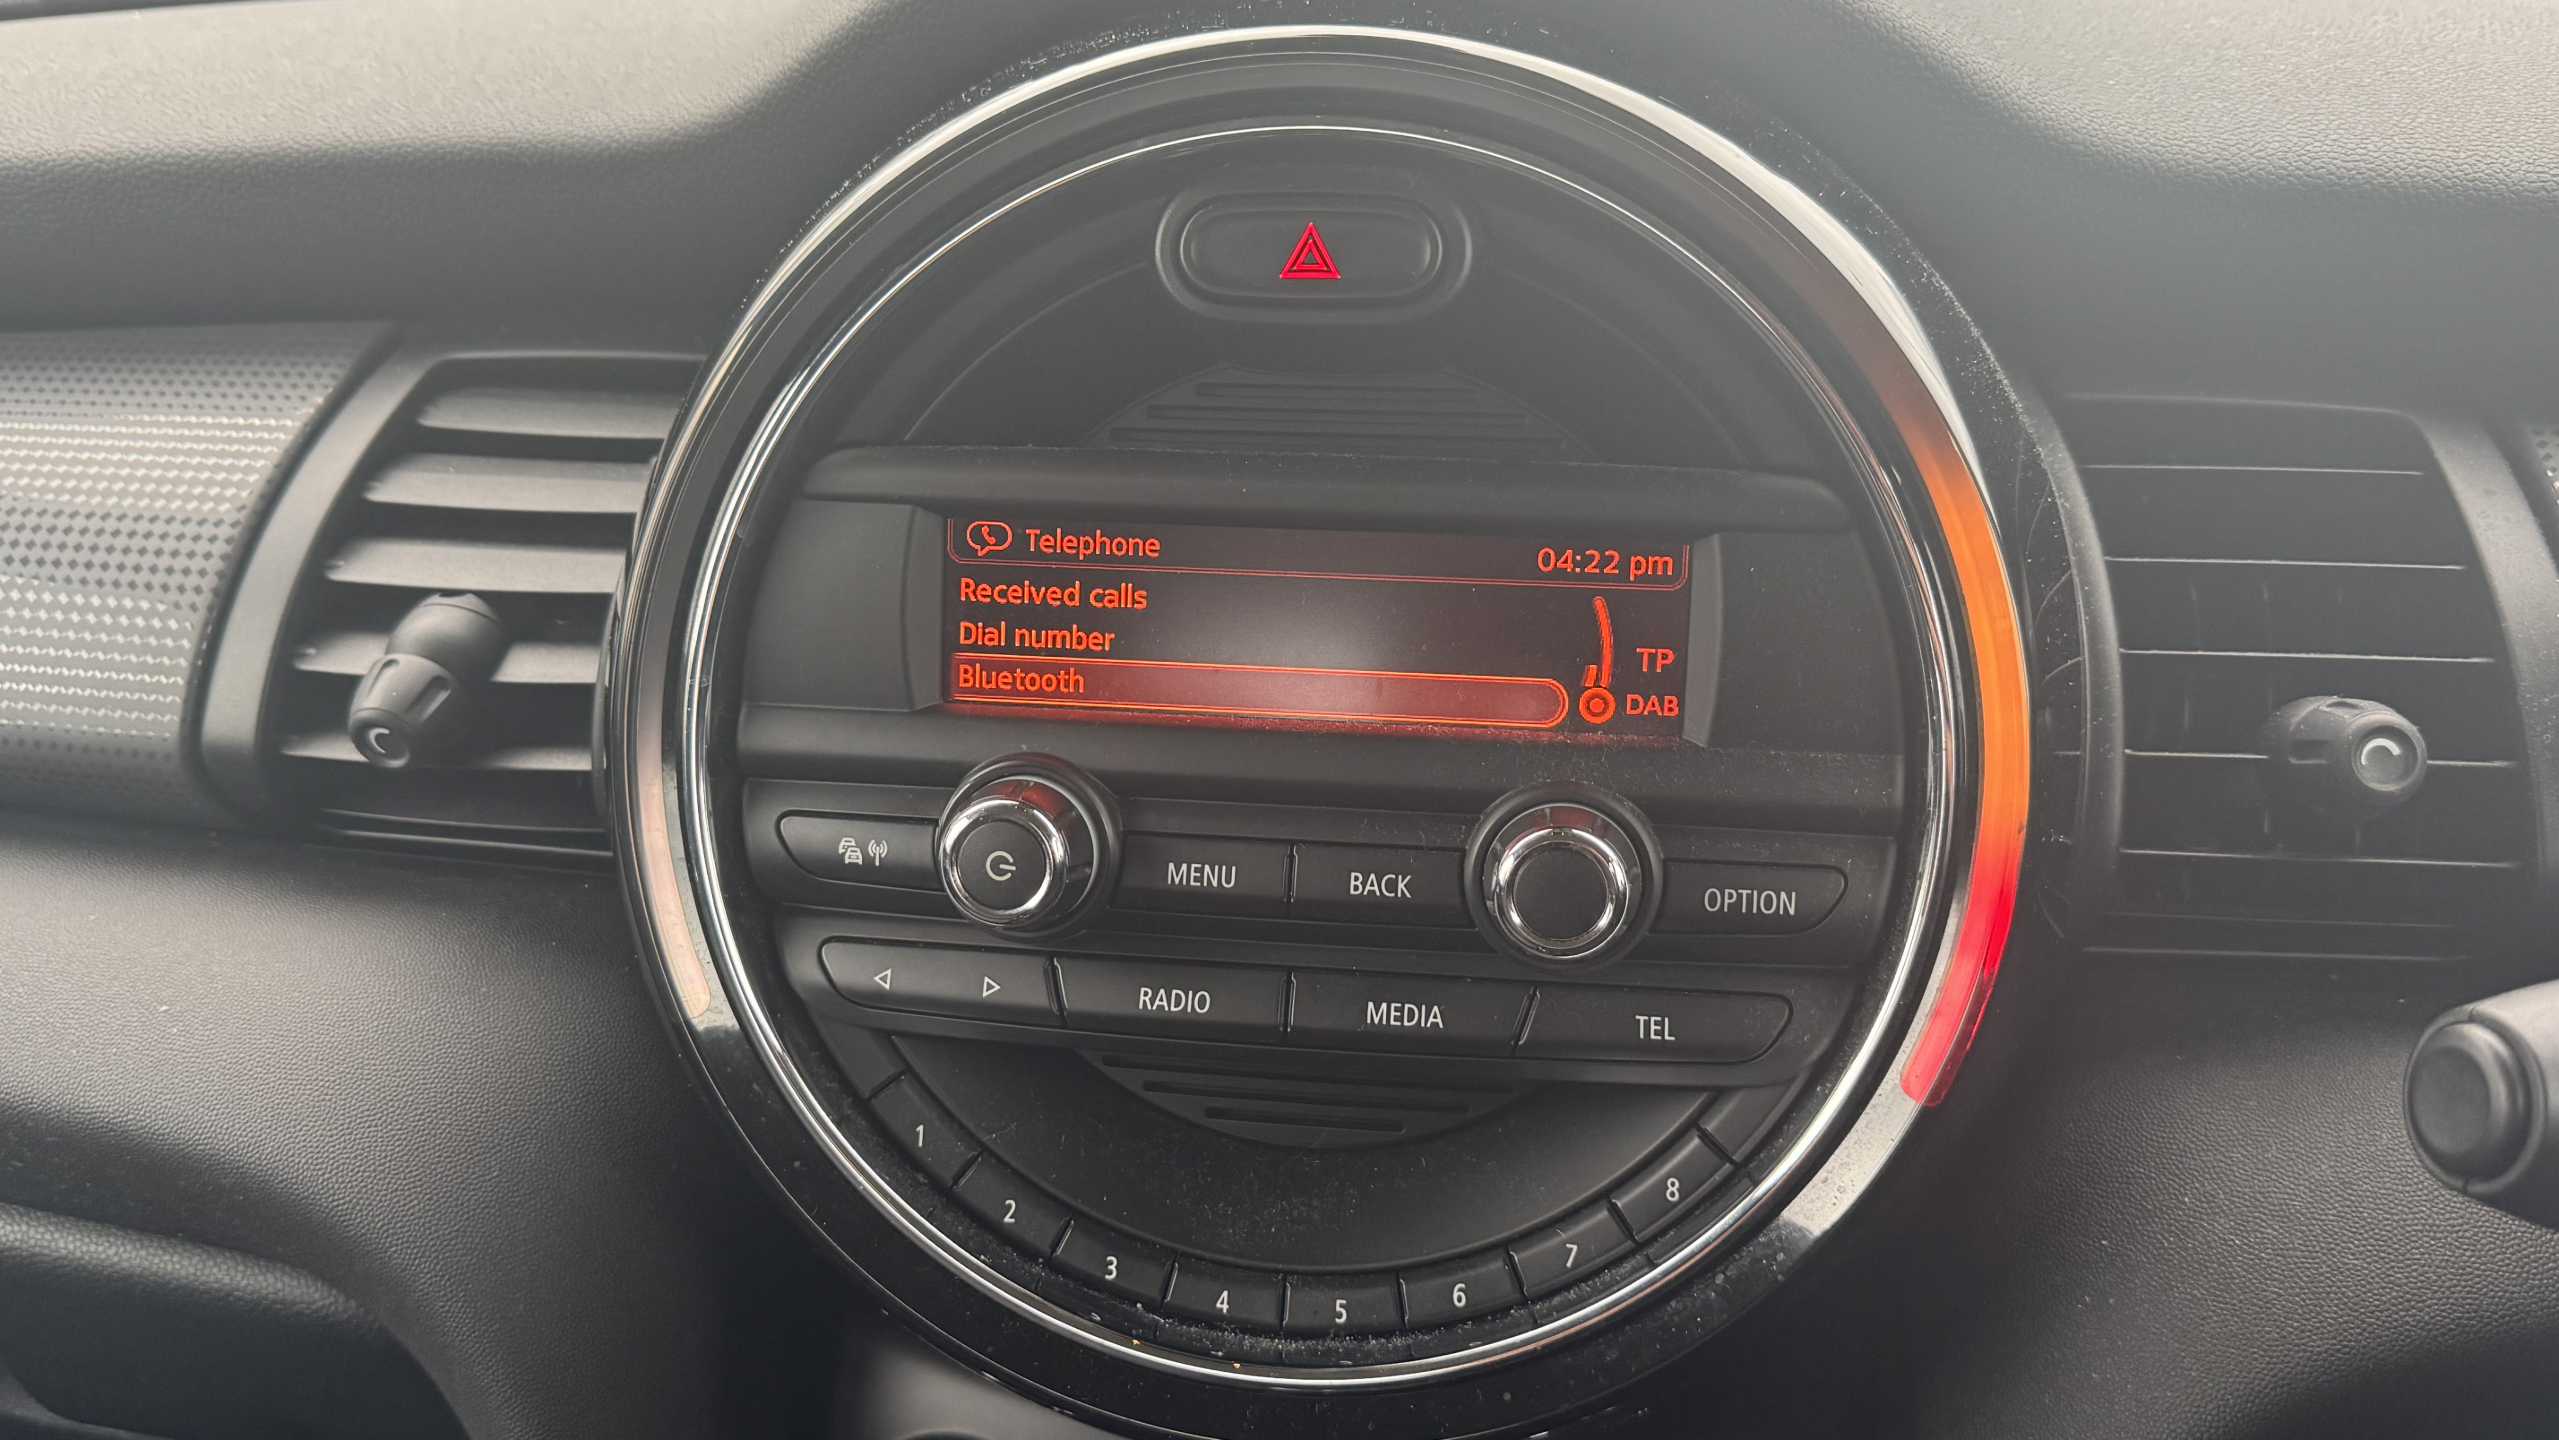 Telephone 04:22 pm
Received calls
Dial number
TP
Bluetooth
DAB
MENU BACK OPTION
RADIO MEDIA TEL
1 2 3 4 5 6 7 8